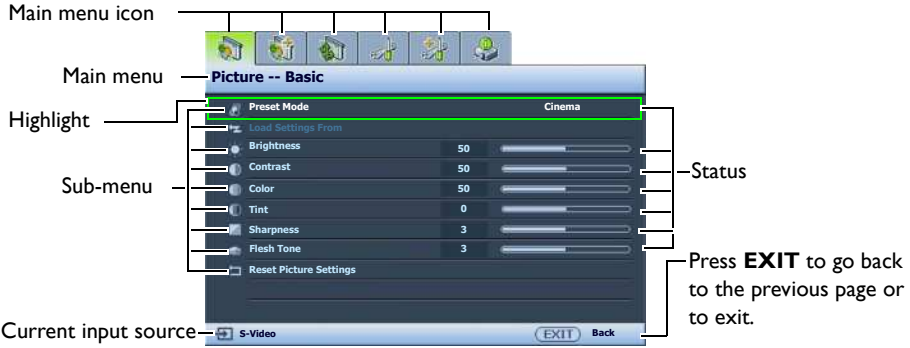 Main menu icon
Main menu
Picture -- Basic
Highlight
Preset Mode Cinema
Load Settings From
Brightness 50
Contrast 50
Status
Sub-menu
Color 50
Tint 0
Sharpness 3
Flesh Tone 3
Reset Picture Settings
Press EXIT to go back
to the previous page or
to exit.
Current input source
S-Video
EXIT Back